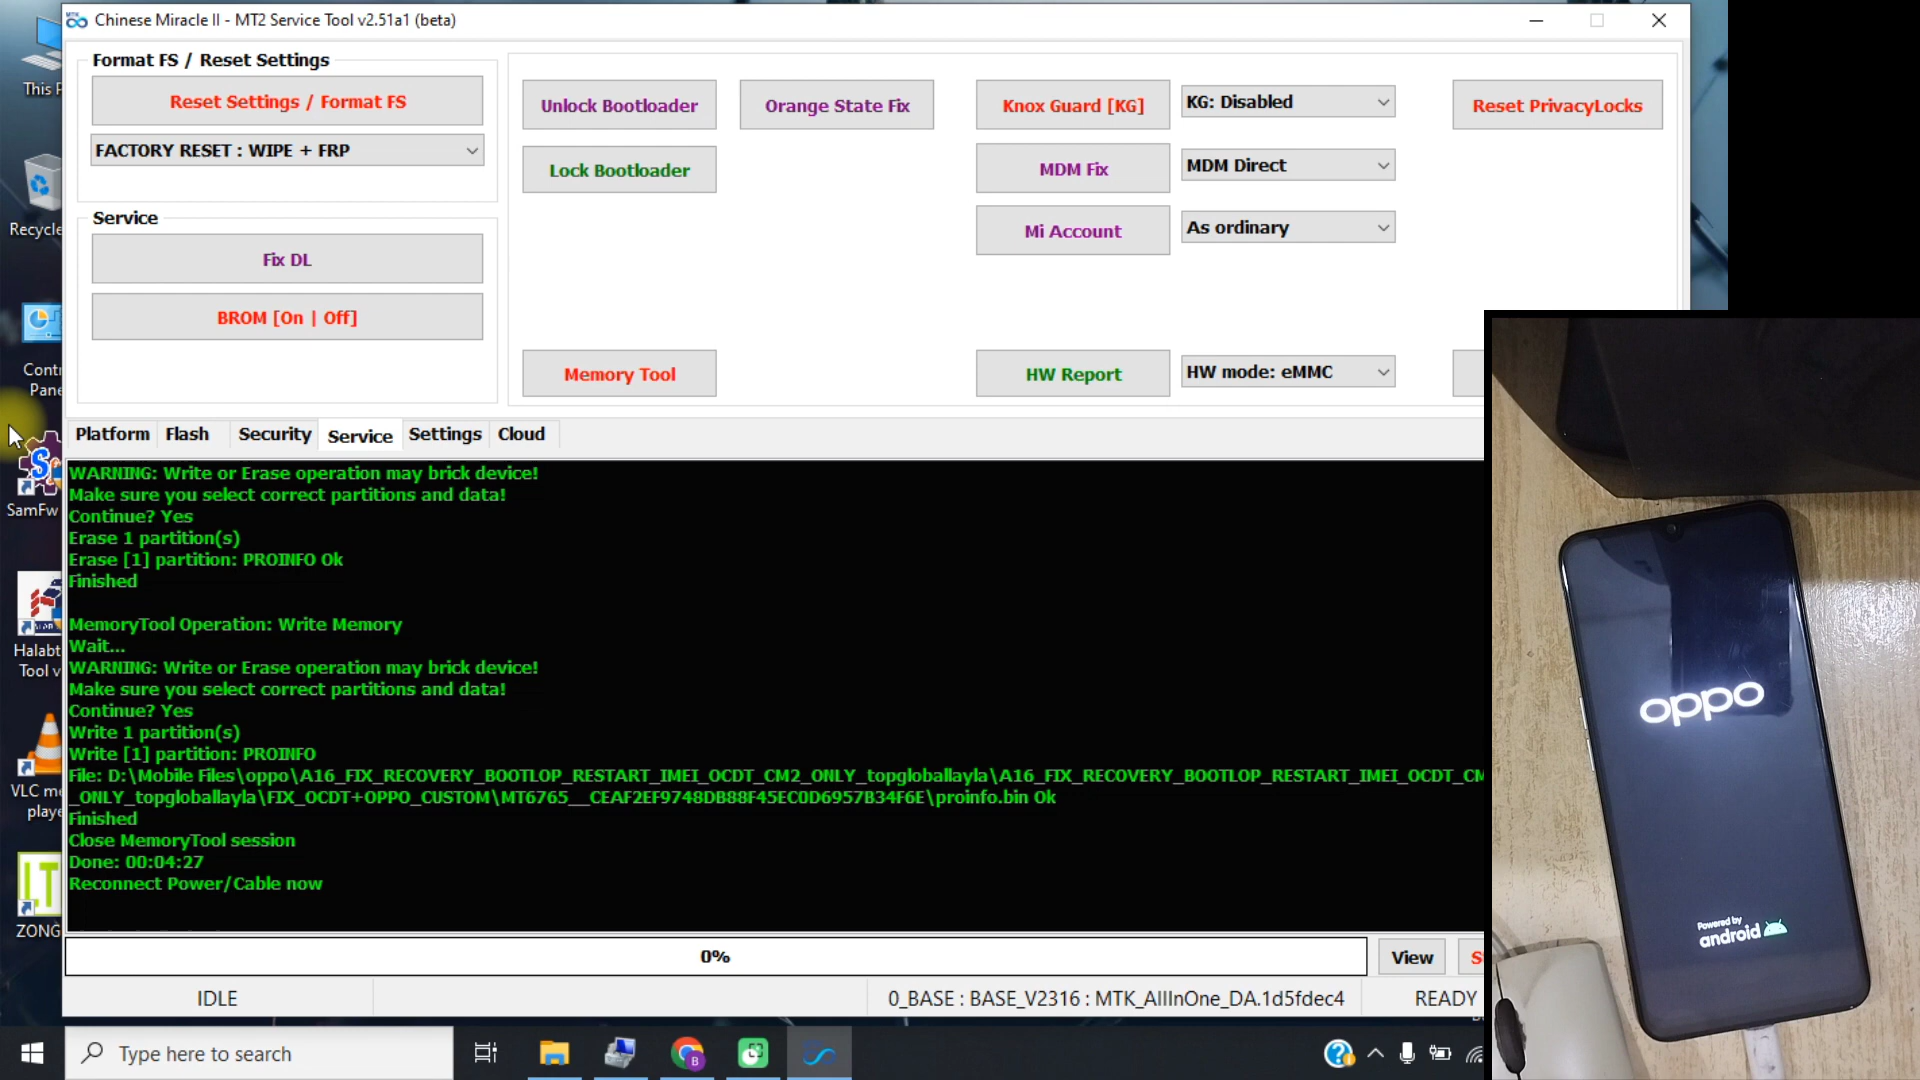 Chinese Miracle II - MT2 Service Tool v2.51a1 (beta)
Format FS / Reset Settings
Reset Settings / Format FS
FACTORY RESET : WIPE + FRP
Service
Fix DL
BROM [On | Off]
Unlock Bootloader
Orange State Fix
Knox Guard [KG]
KG: Disabled
Reset PrivacyLocks
Lock Bootloader
MDM Fix
MDM Direct
Mi Account
As ordinary
Memory Tool
HW Report
HW mode: eMMC
Platform
Flash
Security
Service
Settings
Cloud
WARNING: Write or Erase operation may brick device!
Make sure you select correct partitions and data!
Continue? Yes
Erase 1 partition(s)
Erase [1] partition: PROINFO Ok
Finished
MemoryTool Operation: Write Memory
Wait...
WARNING: Write or Erase operation may brick device!
Make sure you select correct partitions and data!
Continue? Yes
Write 1 partition(s)
Write [1] partition: PROINFO
File: D:\Mobile Files\oppo\A16_FIX_RECOVERY_BOOTLOP_RESTART_IMEI_OCDT_CM2_ONLY_topgloballayla\A16_FIX_RECOVERY_BOOTLOP_RESTART_IMEI_OCDT_CM
_ONLY_topgloballayla\FIX_OCDT+OPPO_CUSTOM\MT6765__CEAF2EF9748DB88F45EC0D6957B34F6E\proinfo.bin Ok
Finished
Close MemoryTool session
Done: 00:04:27
Reconnect Power/Cable now
0%
View
S
IDLE
0_BASE : BASE_V2316 : MTK_AllInOne_DA.1d5fdec4
READY
Type here to search
This P
Recycle
Contr
Pane
SamFw
Halabt
Tool v
VLC me
playe
ZONG
oppo
Powered by
android